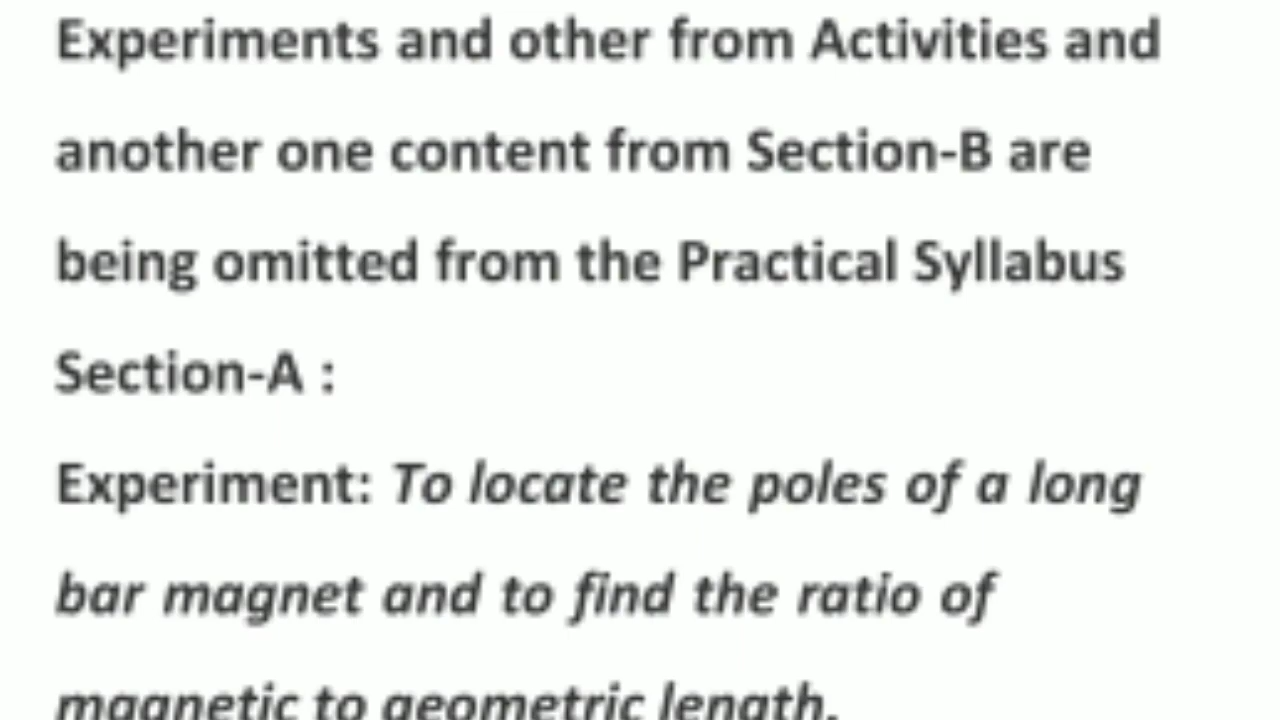 Experiments and other from Activities and
another one content from Section-B are
being omitted from the Practical Syllabus
Section-A :
Experiment: To locate the poles of a long
bar magnet and to find the ratio of
magnetic to geometric length.